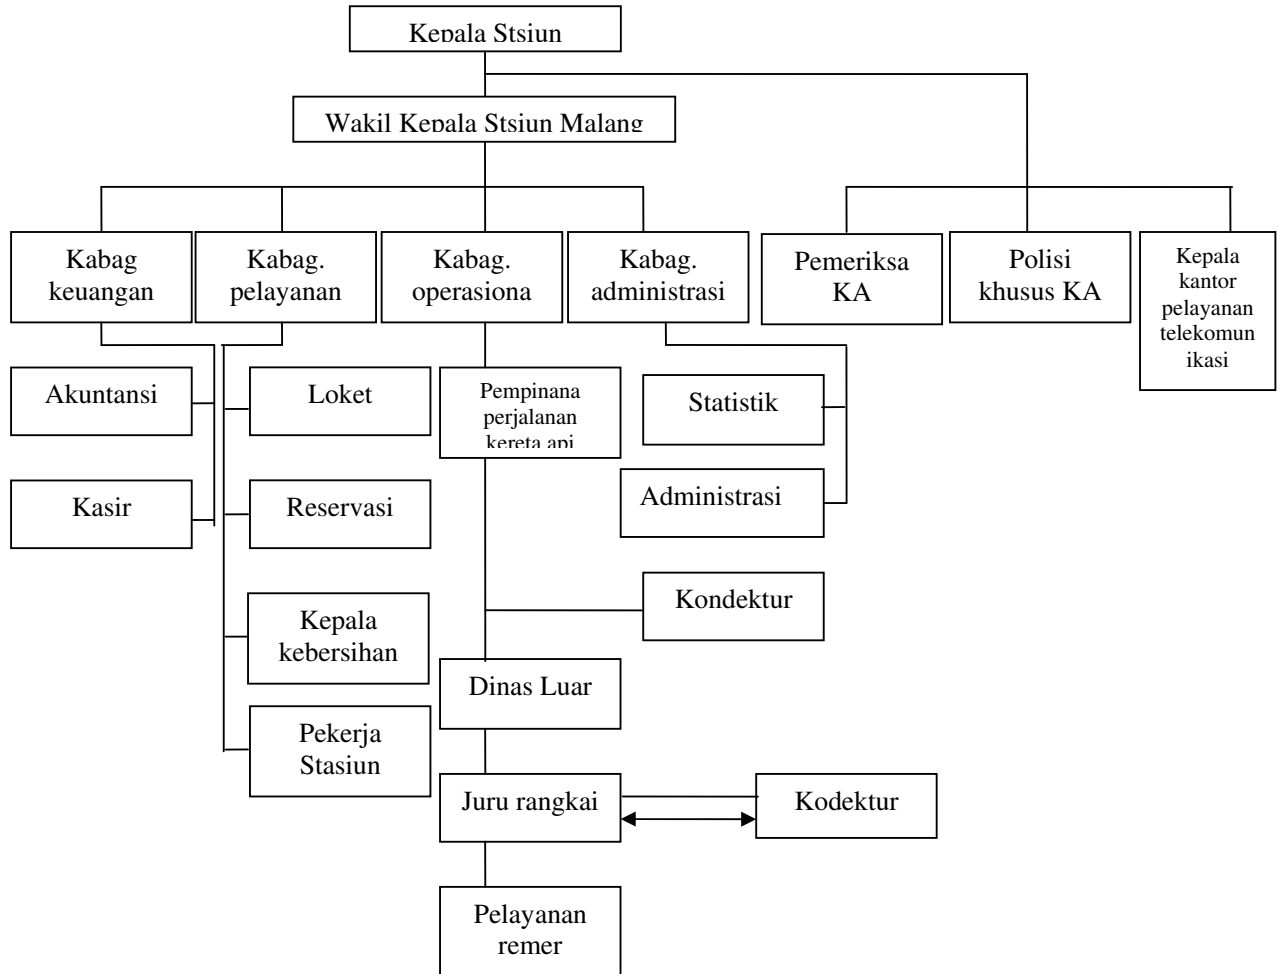 Kepala Stsiun
Wakil Kepala Stsiun Malang
Kabag
keuangan
Kabag.
pelayanan
Kabag.
operasiona
Kabag.
administrasi
Pemeriksa
KA
Polisi
khusus KA
Kepala
kantor
pelayanan
telekomun
ikasi
Akuntansi
Loket
Pempinana
perjalanan
kereta api
Statistik
Kasir
Reservasi
Administrasi
Kepala
kebersihan
Kondektur
Dinas Luar
Pekerja
Stasiun
Juru rangkai
Kodektur
Pelayanan
remer